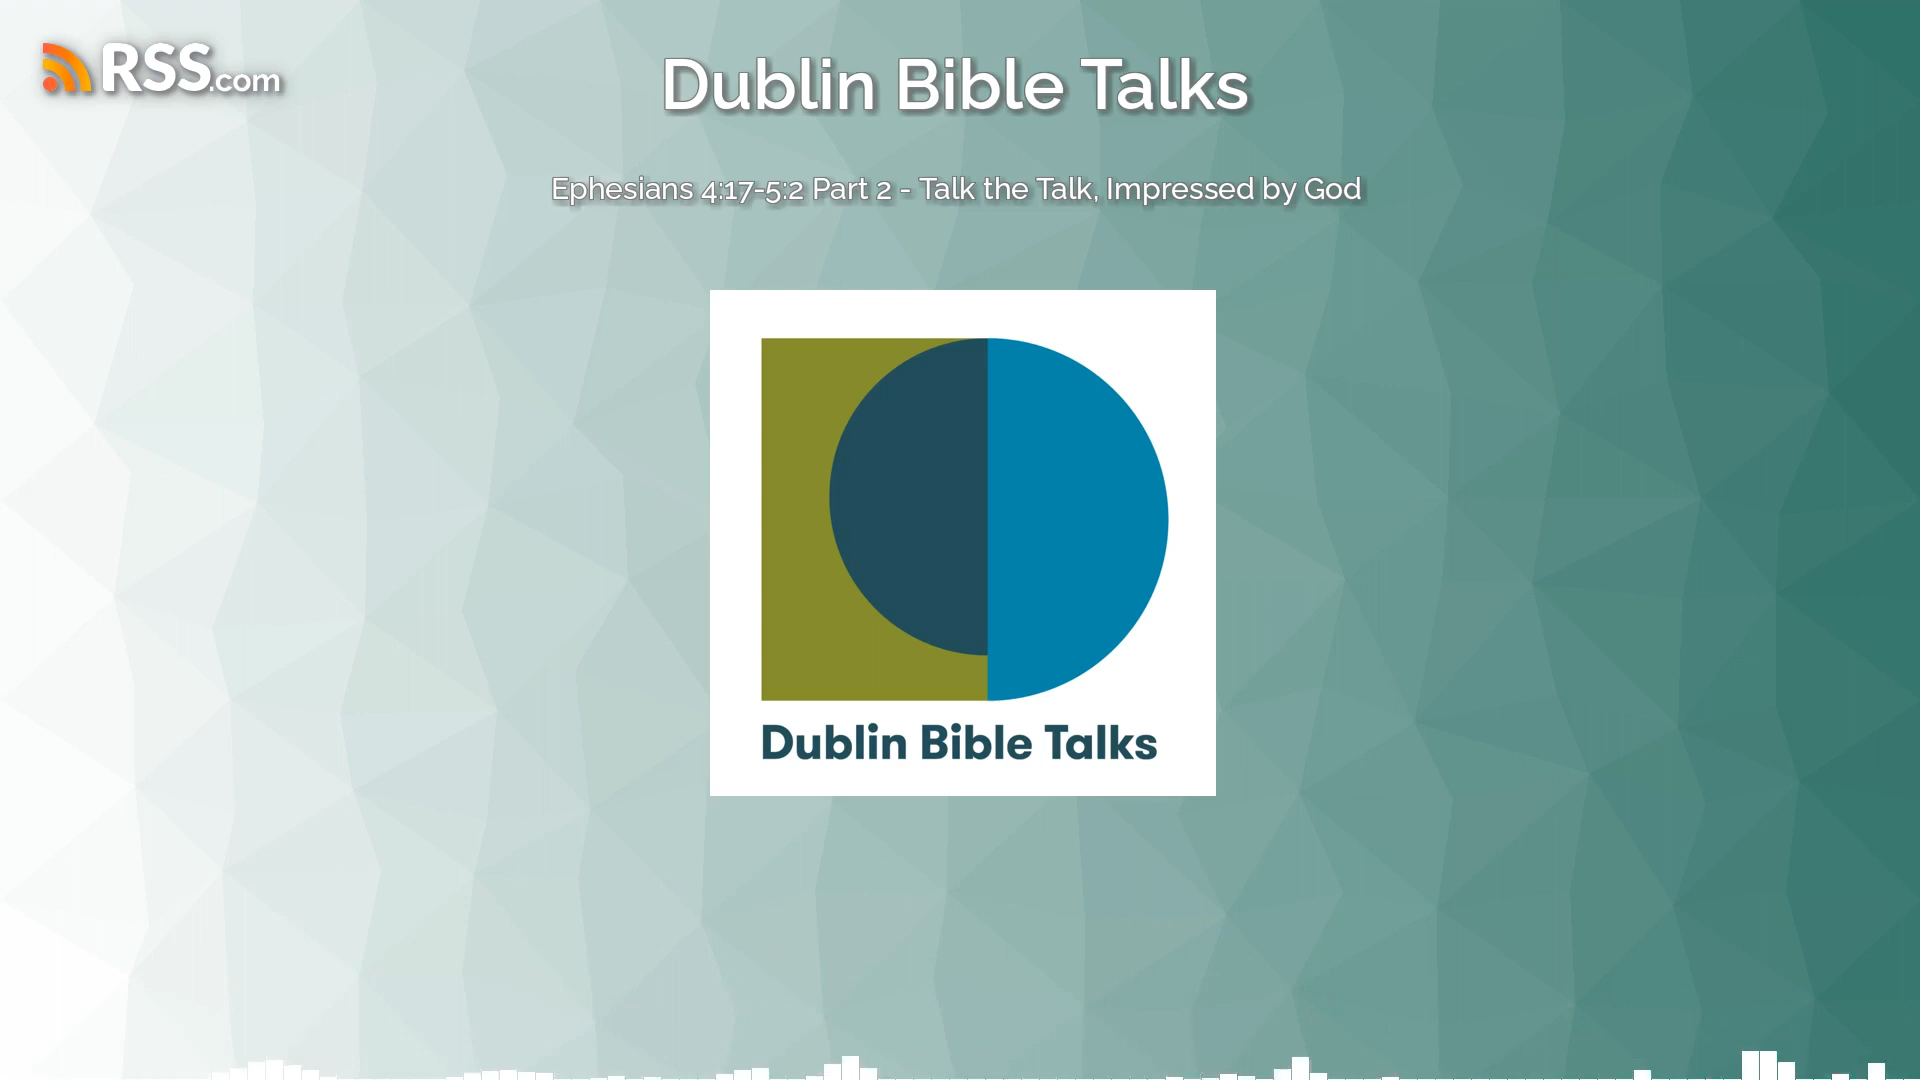 RSS.com
Dublin Bible Talks
Ephesians 4:17-5:2 Part 2 - Talk the Talk, Impressed by God
Dublin Bible Talks